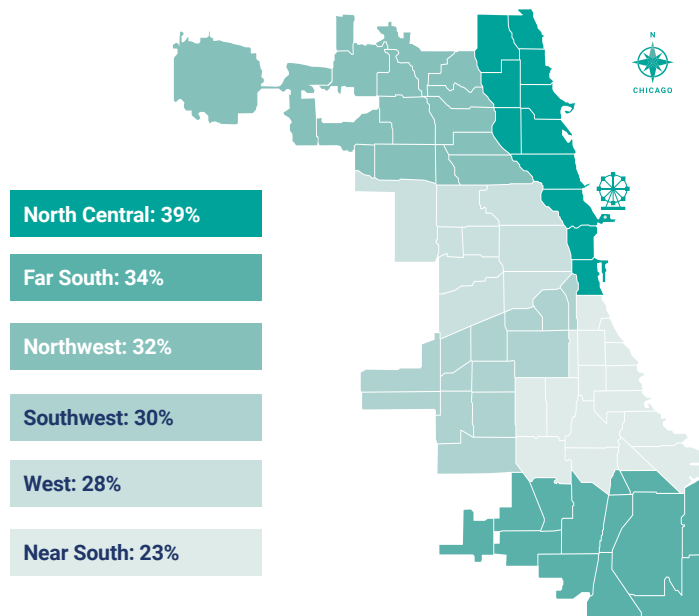 N
CHICAGO
North Central: 39%
Far South: 34%
Northwest: 32%
Southwest: 30%
West: 28%
Near South: 23%